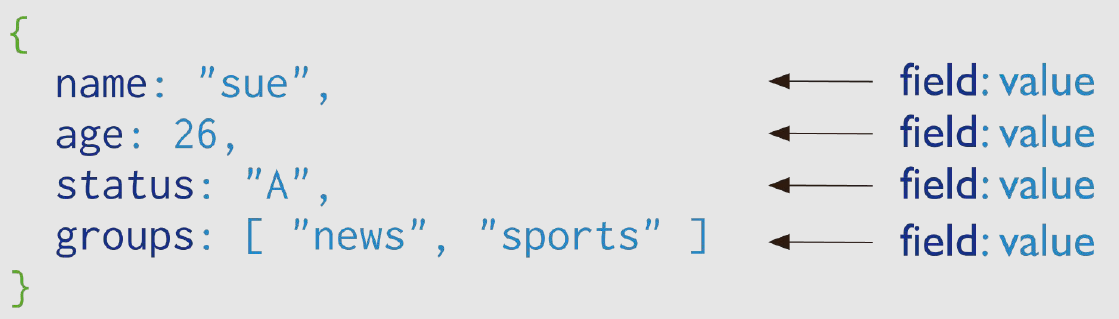 {
name: "sue", field: value
age: 26, field: value
status: "A", field: value
groups: [ "news", "sports" ] field: value
}